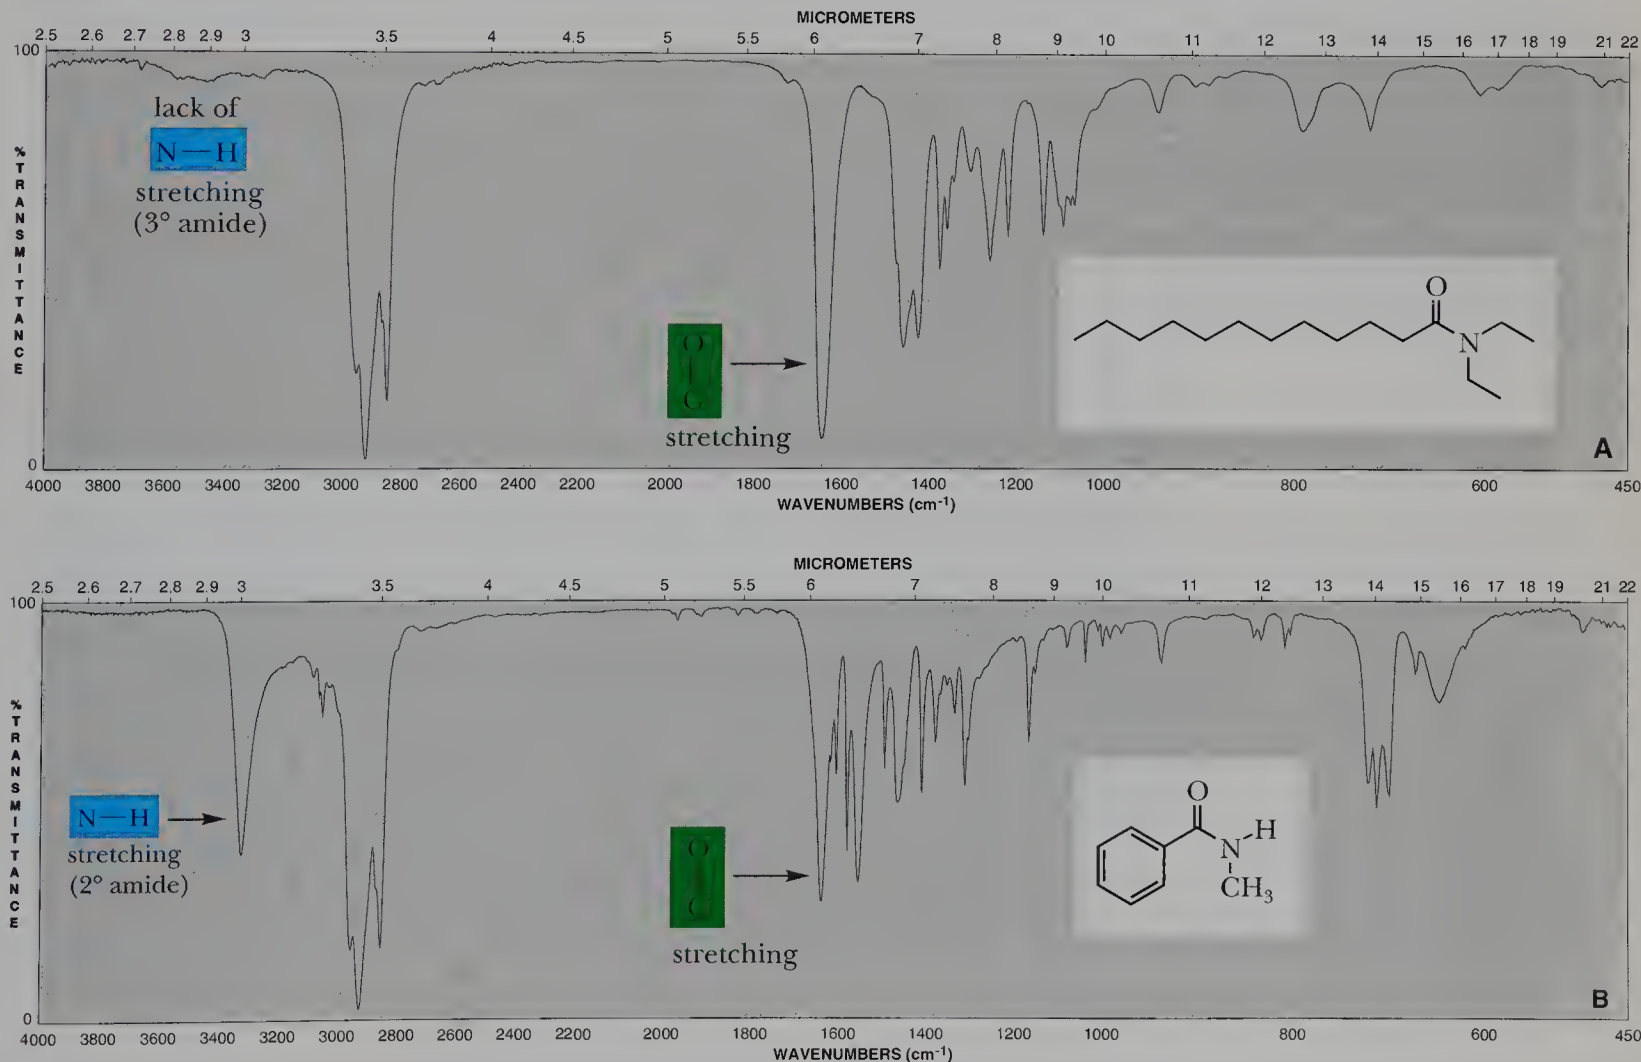 MICROMETERS
2.5 2.6 2.7 2.8 2.9 3 3.5 4 4.5 5 5.5 6 7 8 9 10 11 12 13 14 15 16 17 18 19 21 22
100
lack of
N—H
stretching
(3° amide)
% TRANSMITTANCE
O
C
stretching
O
N
A
0
4000 3800 3600 3400 3200 3000 2800 2600 2400 2200 2000 1800 1600 1400 1200 1000 800 600 450
WAVENUMBERS (cm-1)
MICROMETERS
2.5 2.6 2.7 2.8 2.9 3 3.5 4 4.5 5 5.5 6 7 8 9 10 11 12 13 14 15 16 17 18 19 21 22
100
% TRANSMITTANCE
N—H
stretching
(2° amide)
O
C
stretching
O
N H
CH3
B
0
4000 3800 3600 3400 3200 3000 2800 2600 2400 2200 2000 1800 1600 1400 1200 1000 800 600 450
WAVENUMBERS (cm-1)